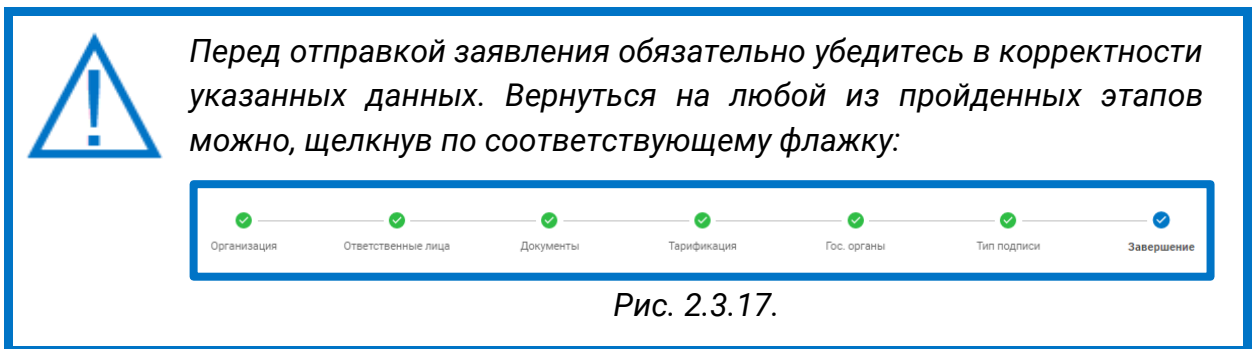 Перед отправкой заявления обязательно убедитесь в корректности
указанных данных. Вернуться на любой из пройденных этапов
можно, щелкнув по соответствующему флажку:
Организация Ответственные лица Документы Тарификация Гос. органы Тип подписи Завершение
Рис. 2.3.17.